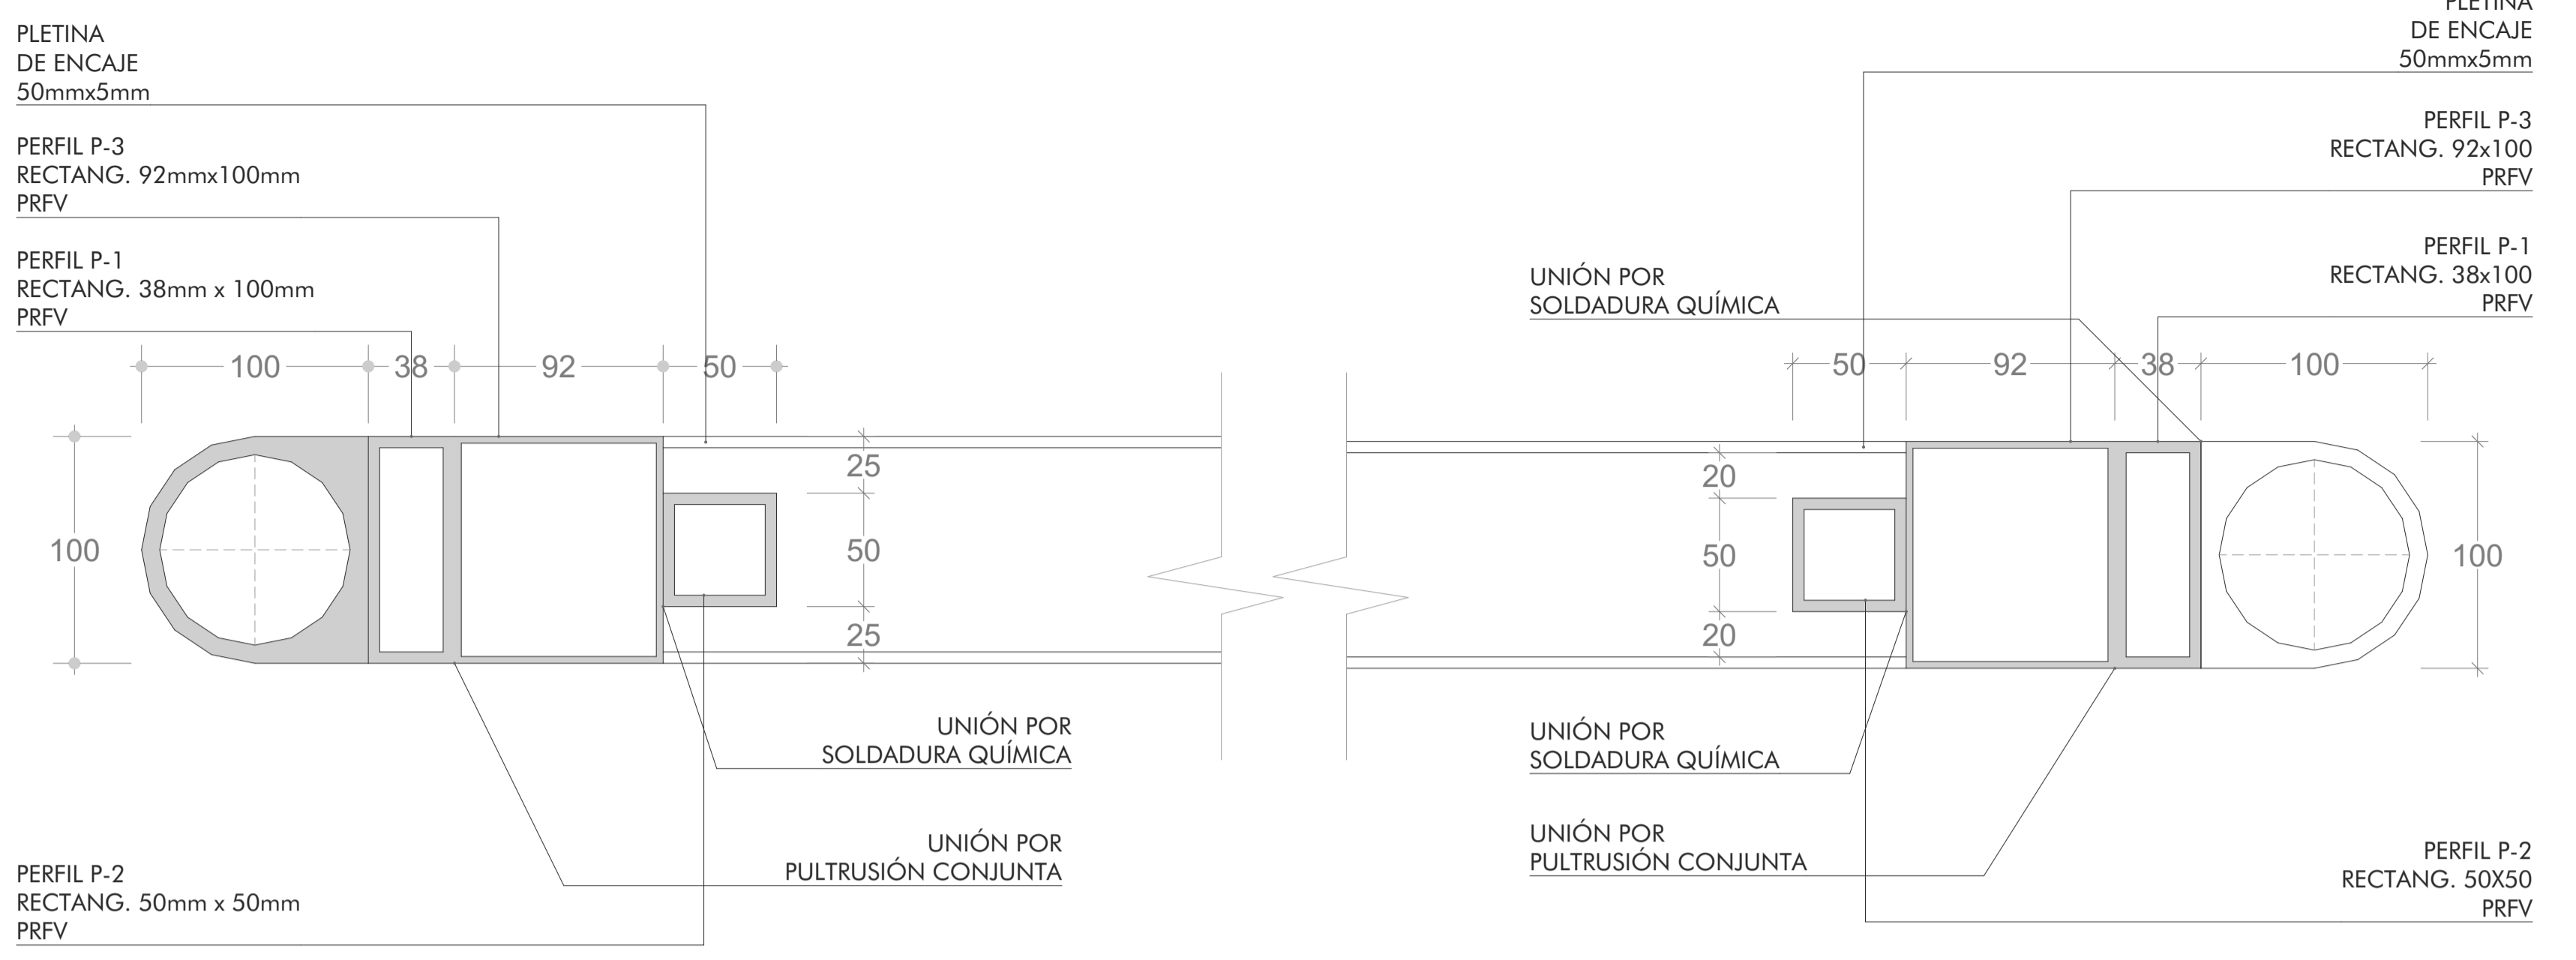 PLETINA
DE ENCAJE
50mmx5mm
PERFIL P-3
RECTANG. 92mmx100mm
PRFV
PERFIL P-1
RECTANG. 38mm x 100mm
PRFV
100
38
92
50
100
25
50
25
UNIÓN POR
SOLDADURA QUÍMICA
UNIÓN POR
PULTRUSIÓN CONJUNTA
PERFIL P-2
RECTANG. 50mm x 50mm
PRFV
PLETINA
DE ENCAJE
50mmx5mm
PERFIL P-3
RECTANG. 92x100
PRFV
PERFIL P-1
RECTANG. 38x100
PRFV
UNIÓN POR
SOLDADURA QUÍMICA
50
92
38
100
20
50
20
100
UNIÓN POR
SOLDADURA QUÍMICA
UNIÓN POR
PULTRUSIÓN CONJUNTA
PERFIL P-2
RECTANG. 50X50
PRFV